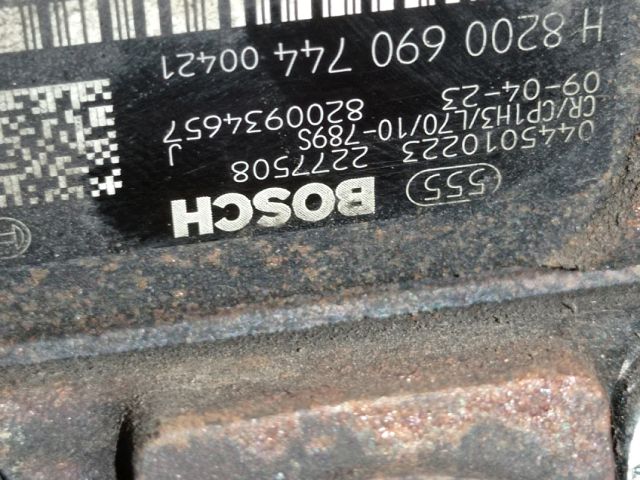 555 BOSCH
0445010223 2277508
CR/CP1H3/L70/10-789S J
09-04-23 8200934657
H 8200 690 744 00421